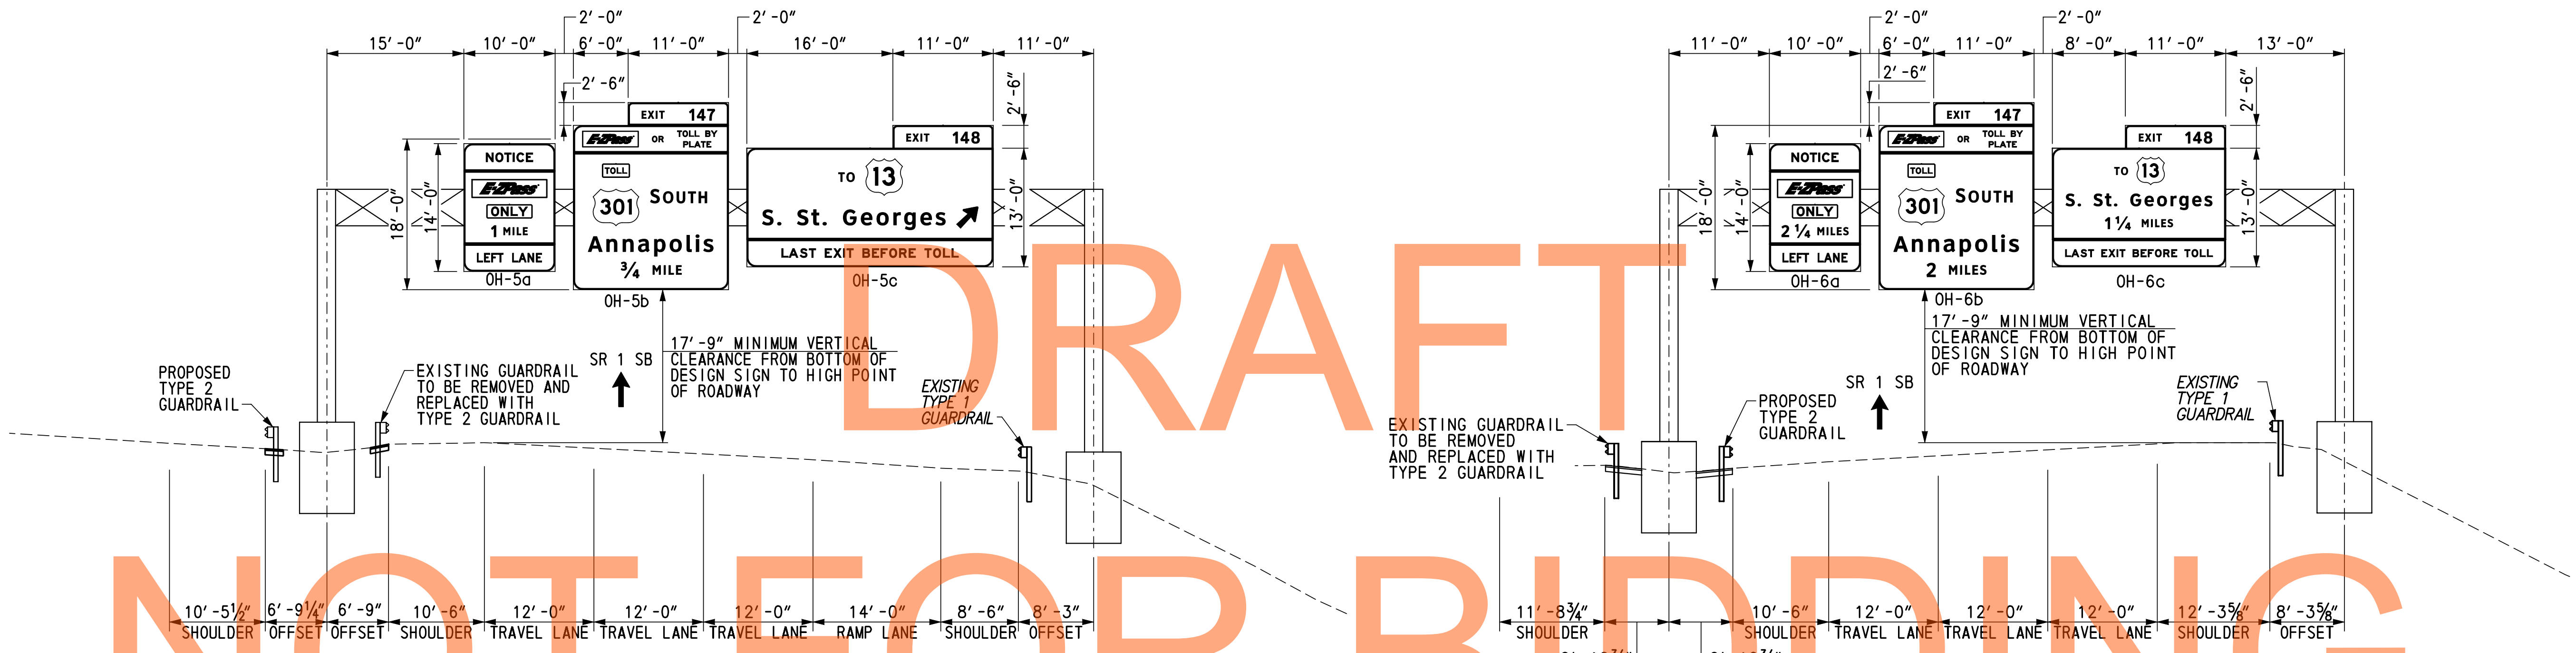 2'-0"
2'-0"
15'-0"
10'-0"
6'-0"
11'-0"
16'-0"
11'-0"
11'-0"
2'-6"
2'-6"
18'-0"
14'-0"
13'-0"
NOTICE
E-ZPass
ONLY
1 MILE
LEFT LANE
OH-5a
EXIT 147
E-ZPass OR TOLL BY
PLATE
TOLL
301 SOUTH
Annapolis
3/4 MILE
OH-5b
EXIT 148
TO 13
S. St. Georges
LAST EXIT BEFORE TOLL
OH-5c
17'-9" MINIMUM VERTICAL
CLEARANCE FROM BOTTOM OF
DESIGN SIGN TO HIGH POINT
OF ROADWAY
SR 1 SB
PROPOSED
TYPE 2
GUARDRAIL
EXISTING GUARDRAIL
TO BE REMOVED AND
REPLACED WITH
TYPE 2 GUARDRAIL
EXISTING
TYPE 1
GUARDRAIL
10'-5½" 6'-9¼" 6'-9" 10'-6" 12'-0" 12'-0" 12'-0" 14'-0" 8'-6" 8'-3"
SHOULDER OFFSET OFFSET SHOULDER TRAVEL LANE TRAVEL LANE TRAVEL LANE RAMP LANE SHOULDER OFFSET
2'-0"
2'-0"
11'-0"
10'-0"
6'-0"
11'-0"
8'-0"
11'-0"
13'-0"
2'-6"
2'-6"
18'-0"
14'-0"
13'-0"
NOTICE
E-ZPass
ONLY
2 1/4 MILES
LEFT LANE
OH-6a
EXIT 147
E-ZPass OR TOLL BY
PLATE
TOLL
301 SOUTH
Annapolis
2 MILES
OH-6b
EXIT 148
TO 13
S. St. Georges
1 1/4 MILES
LAST EXIT BEFORE TOLL
OH-6c
17'-9" MINIMUM VERTICAL
CLEARANCE FROM BOTTOM OF
DESIGN SIGN TO HIGH POINT
OF ROADWAY
SR 1 SB
EXISTING GUARDRAIL
TO BE REMOVED
AND REPLACED WITH
TYPE 2 GUARDRAIL
PROPOSED
TYPE 2
GUARDRAIL
EXISTING
TYPE 1
GUARDRAIL
11'-8¾" 10'-6" 12'-0" 12'-0" 12'-0" 12'-3⅝" 8'-3⅝"
SHOULDER SHOULDER TRAVEL LANE TRAVEL LANE TRAVEL LANE SHOULDER OFFSET
DRAFT
NOT FOR BIDDING